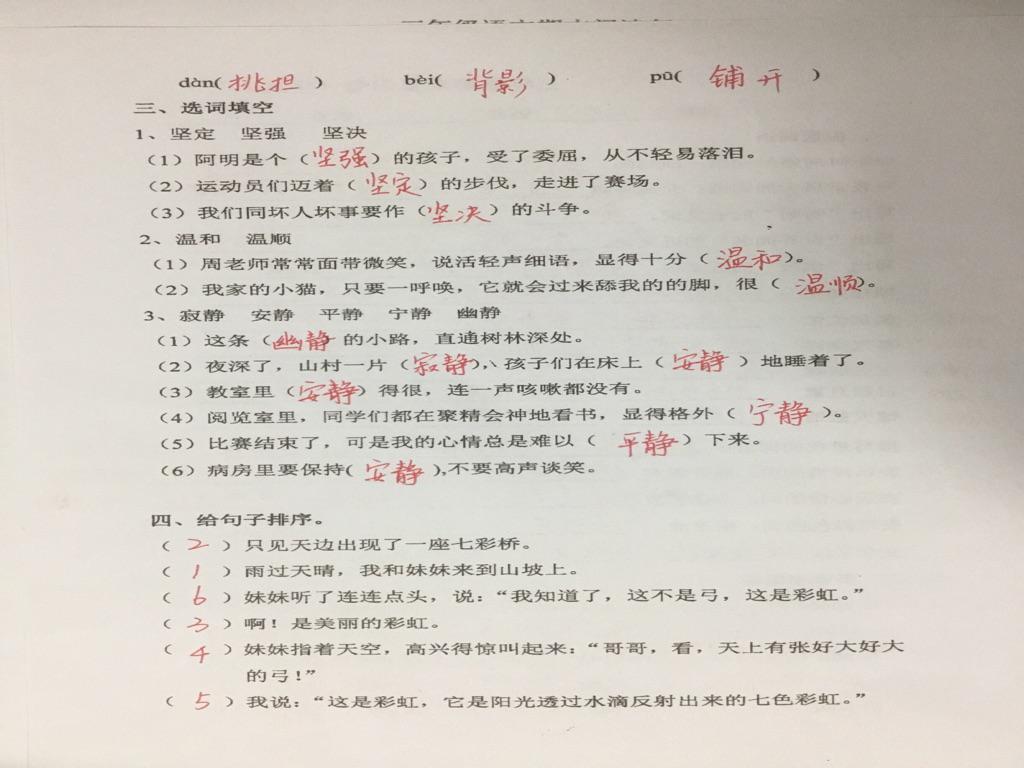 dàn( 挑担 ) bèi( 背影 ) pū( 铺开 )
三、选词填空
1、坚定 坚强 坚决
（1）阿明是个（坚强）的孩子，受了委屈，从不轻易落泪。
（2）运动员们迈着（坚定）的步伐，走进了赛场。
（3）我们同坏人坏事要作（坚决）的斗争。
2、温和 温顺
（1）周老师常常面带微笑，说活轻声细语，显得十分（温和）。
（2）我家的小猫，只要一呼唤，它就会过来舔我的的脚，很（温顺）。
3、寂静 安静 平静 宁静 幽静
（1）这条（幽静 的小路，直通树林深处。
（2）夜深了，山村一片（寂静）、孩子们在床上（安静）地睡着了。
（3）教室里（安静）得很，连一声咳嗽都没有。
（4）阅览室里，同学们都在聚精会神地看书，显得格外（宁静）。
（5）比赛结束了，可是我的心情总是难以（平静）下来。
（6）病房里要保持(安静),不要高声谈笑。
四、给句子排序。
（2）只见天边出现了一座七彩桥。
（1）雨过天晴，我和妹妹来到山坡上。
（6）妹妹听了连连点头，说：“我知道了，这不是弓，这是彩虹。”
（3）啊！是美丽的彩虹。
（4）妹妹指着天空，高兴得惊叫起来：“哥哥，看，天上有张好大好大
的弓！”
（5）我说：“这是彩虹，它是阳光透过水滴反射出来的七色彩虹。”